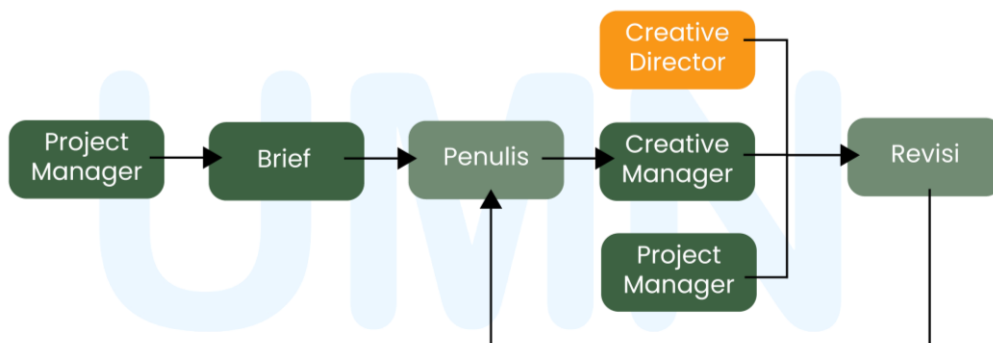 Project
Manager
Brief
Penulis
Creative
Director
Creative
Manager
Project
Manager
Revisi
UMN